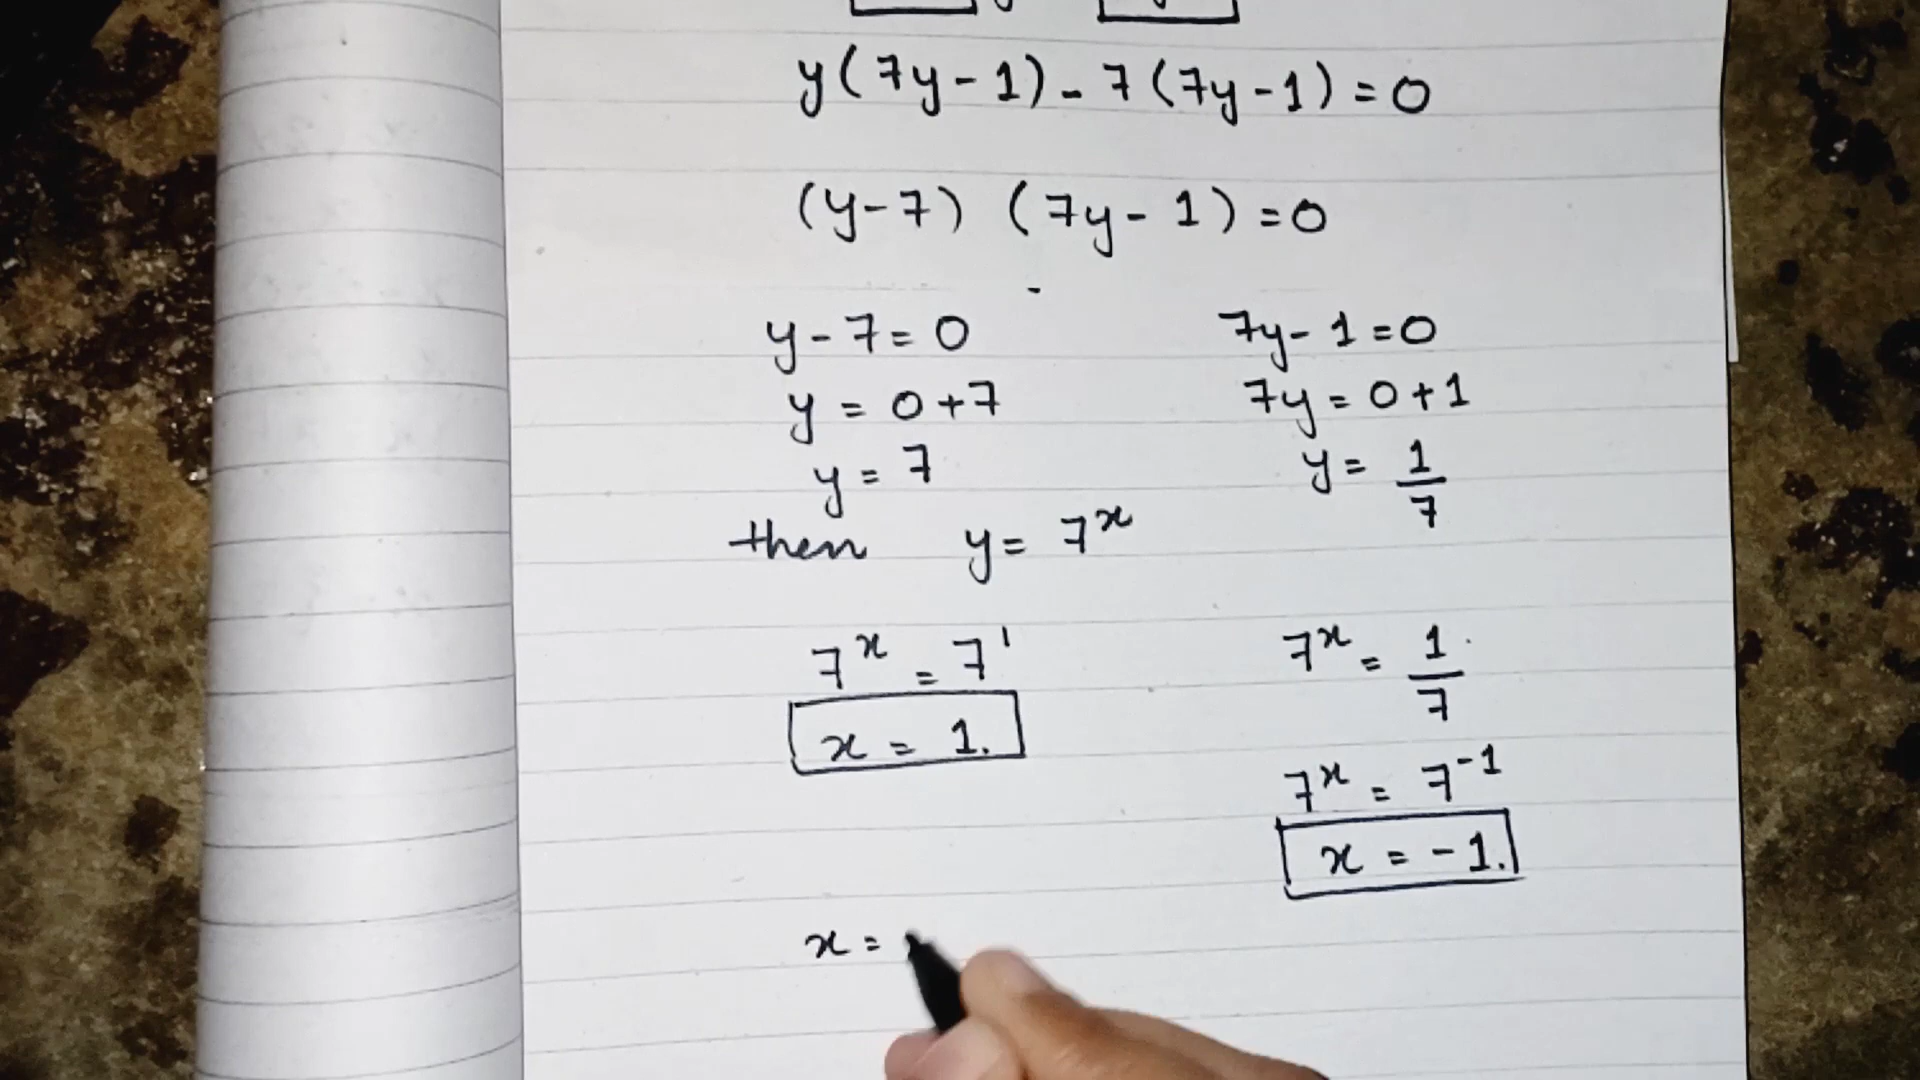 y(7y-1)-7(7y-1)=0
(y-7) (7y-1)=0
y-7=0 7y-1=0
y=0+7 7y=0+1
y=7 y=1/7
then y=7^x
7^x=7^1 7^x=1/7
x=1. 7^x=7^-1
x=-1.
x=